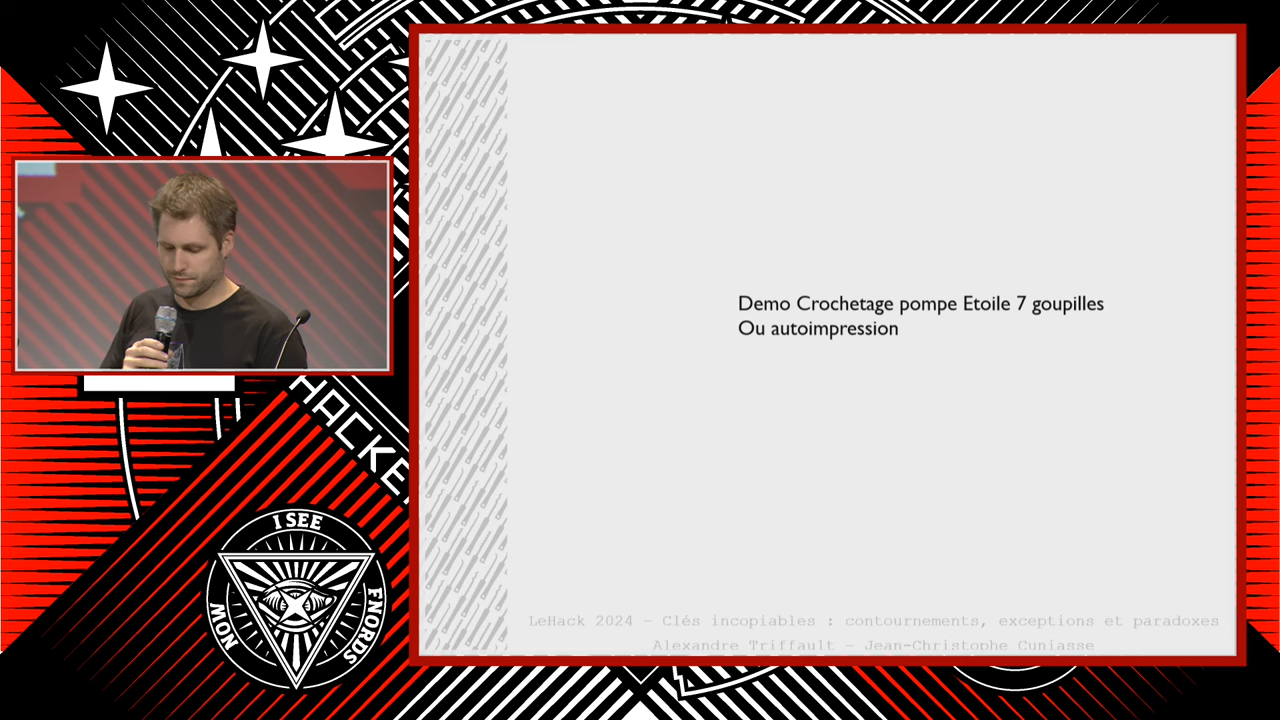 Demo Crochetage pompe Etoile 7 goupilles
Ou autoimpression
LeHack 2024 – Clés incopiables : contournements, exceptions et paradoxes
Alexandre Triffault – Jean-Christophe Cuniasse
HACKE
I SEE
FNORDS
NOW